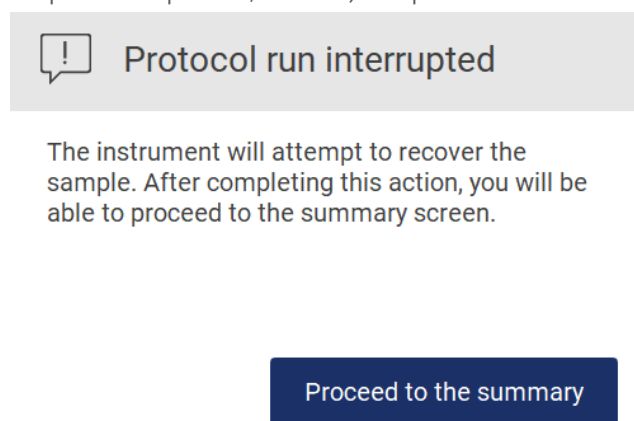 !
Protocol run interrupted
The instrument will attempt to recover the
sample. After completing this action, you will be
able to proceed to the summary screen.
Proceed to the summary